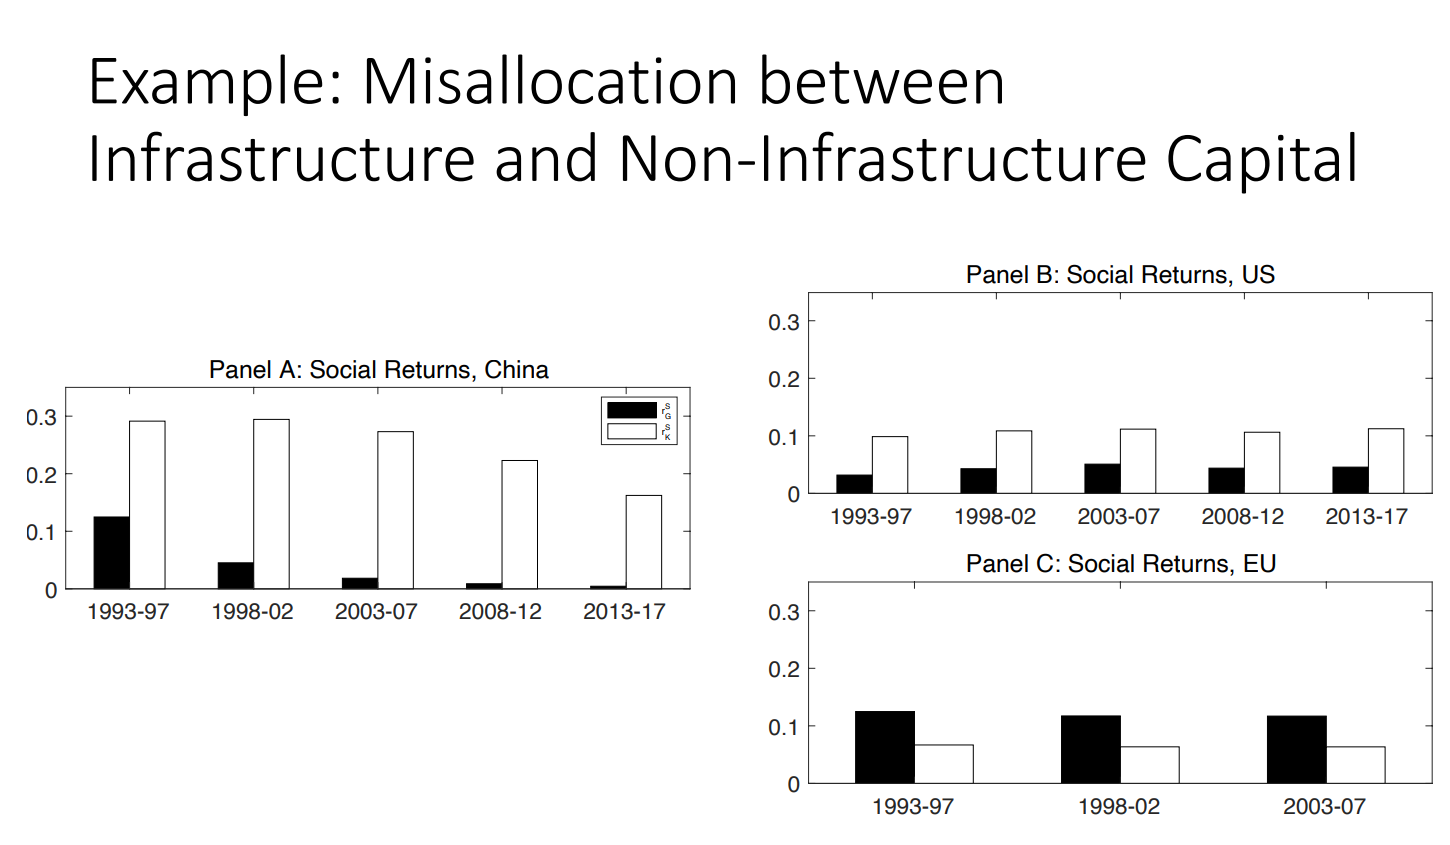 Example: Misallocation between
Infrastructure and Non-Infrastructure Capital
Panel A: Social Returns, China
0.3
0.2
0.1
0
r_G^S
r_K^S
1993-97 1998-02 2003-07 2008-12 2013-17
Panel B: Social Returns, US
0.3
0.2
0.1
0
1993-97 1998-02 2003-07 2008-12 2013-17
Panel C: Social Returns, EU
0.3
0.2
0.1
0
1993-97 1998-02 2003-07